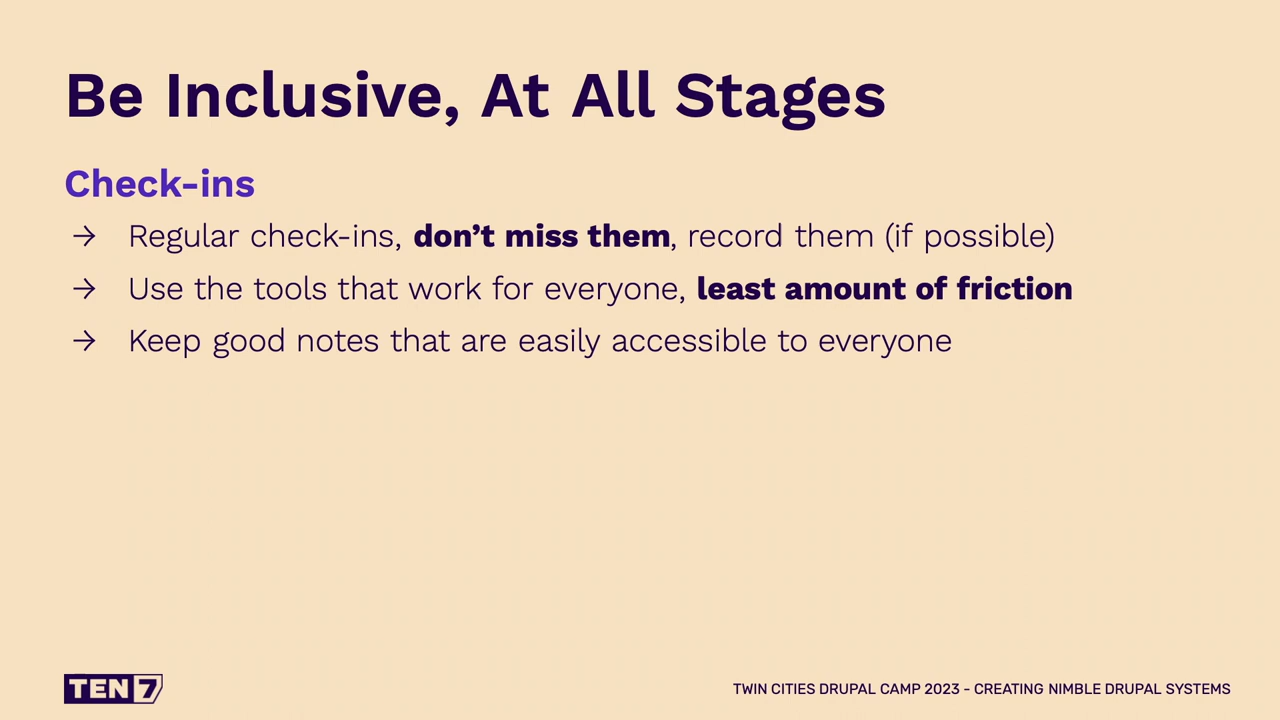 Be Inclusive, At All Stages
Check-ins
→ Regular check-ins, don’t miss them, record them (if possible)
→ Use the tools that work for everyone, least amount of friction
→ Keep good notes that are easily accessible to everyone
TEN7
TWIN CITIES DRUPAL CAMP 2023 - CREATING NIMBLE DRUPAL SYSTEMS